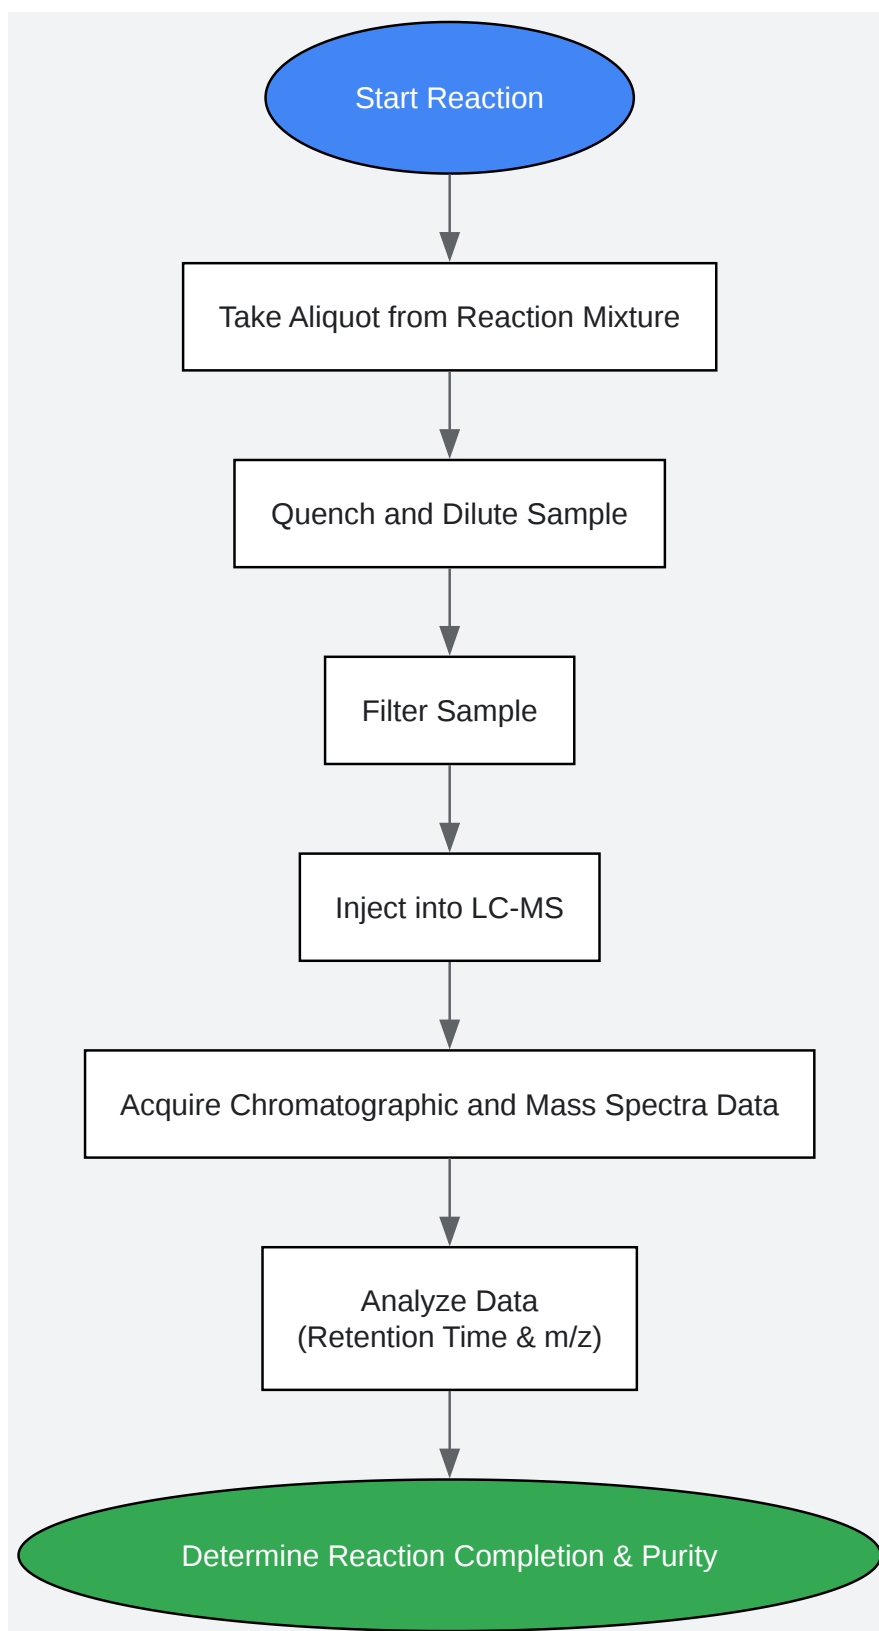 Start Reaction
Take Aliquot from Reaction Mixture
Quench and Dilute Sample
Filter Sample
Inject into LC-MS
Acquire Chromatographic and Mass Spectra Data
Analyze Data
(Retention Time & m/z)
Determine Reaction Completion & Purity